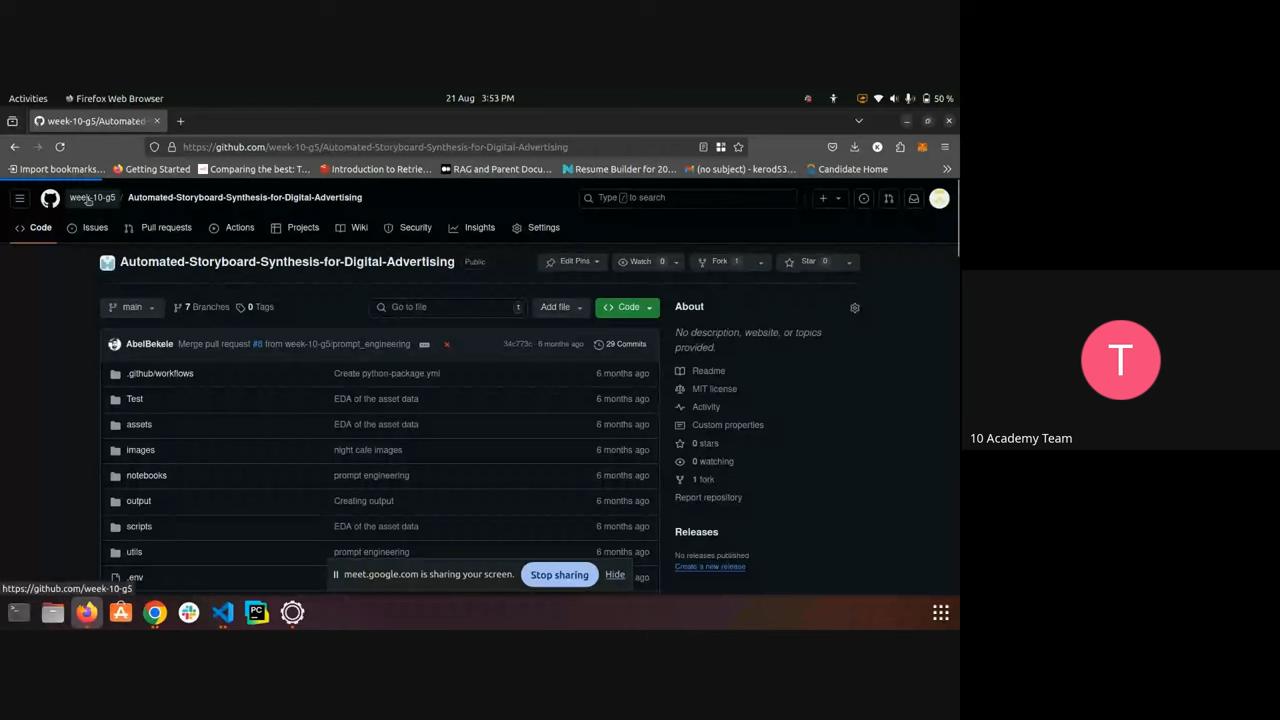 Activities Firefox Web Browser 21 Aug 3:53 PM 50 %
week-10-g5/Automated-
https://github.com/week-10-g5/Automated-Storyboard-Synthesis-for-Digital-Advertising
Import bookmarks... Getting Started Comparing the best: T... Introduction to Retrie... RAG and Parent Docu... Resume Builder for 20... (no subject) - kerod53... Candidate Home
week-10-g5 / Automated-Storyboard-Synthesis-for-Digital-Advertising Type / to search
Code Issues Pull requests Actions Projects Wiki Security Insights Settings
Automated-Storyboard-Synthesis-for-Digital-Advertising Public Edit Pins Watch 0 Fork 1 Star 0
main 7 Branches 0 Tags Go to file t Add file Code About
No description, website, or topics
provided.
AbelBekele Merge pull request #8 from week-10-g5/prompt_engineering 34c773c · 6 months ago 29 Commits
.github/workflows Create python-package.yml 6 months ago
Test EDA of the asset data 6 months ago
assets EDA of the asset data 6 months ago
images night cafe images 6 months ago
notebooks prompt engineering 6 months ago
output Creating output 6 months ago
scripts EDA of the asset data 6 months ago
utils prompt engineering 6 months ago
.env ago
Readme
MIT license
Activity
Custom properties
0 stars
0 watching
1 fork
Report repository
Releases
No releases published
Create a new release
meet.google.com is sharing your screen. Stop sharing Hide
https://github.com/week-10-g5
PC
T
10 Academy Team